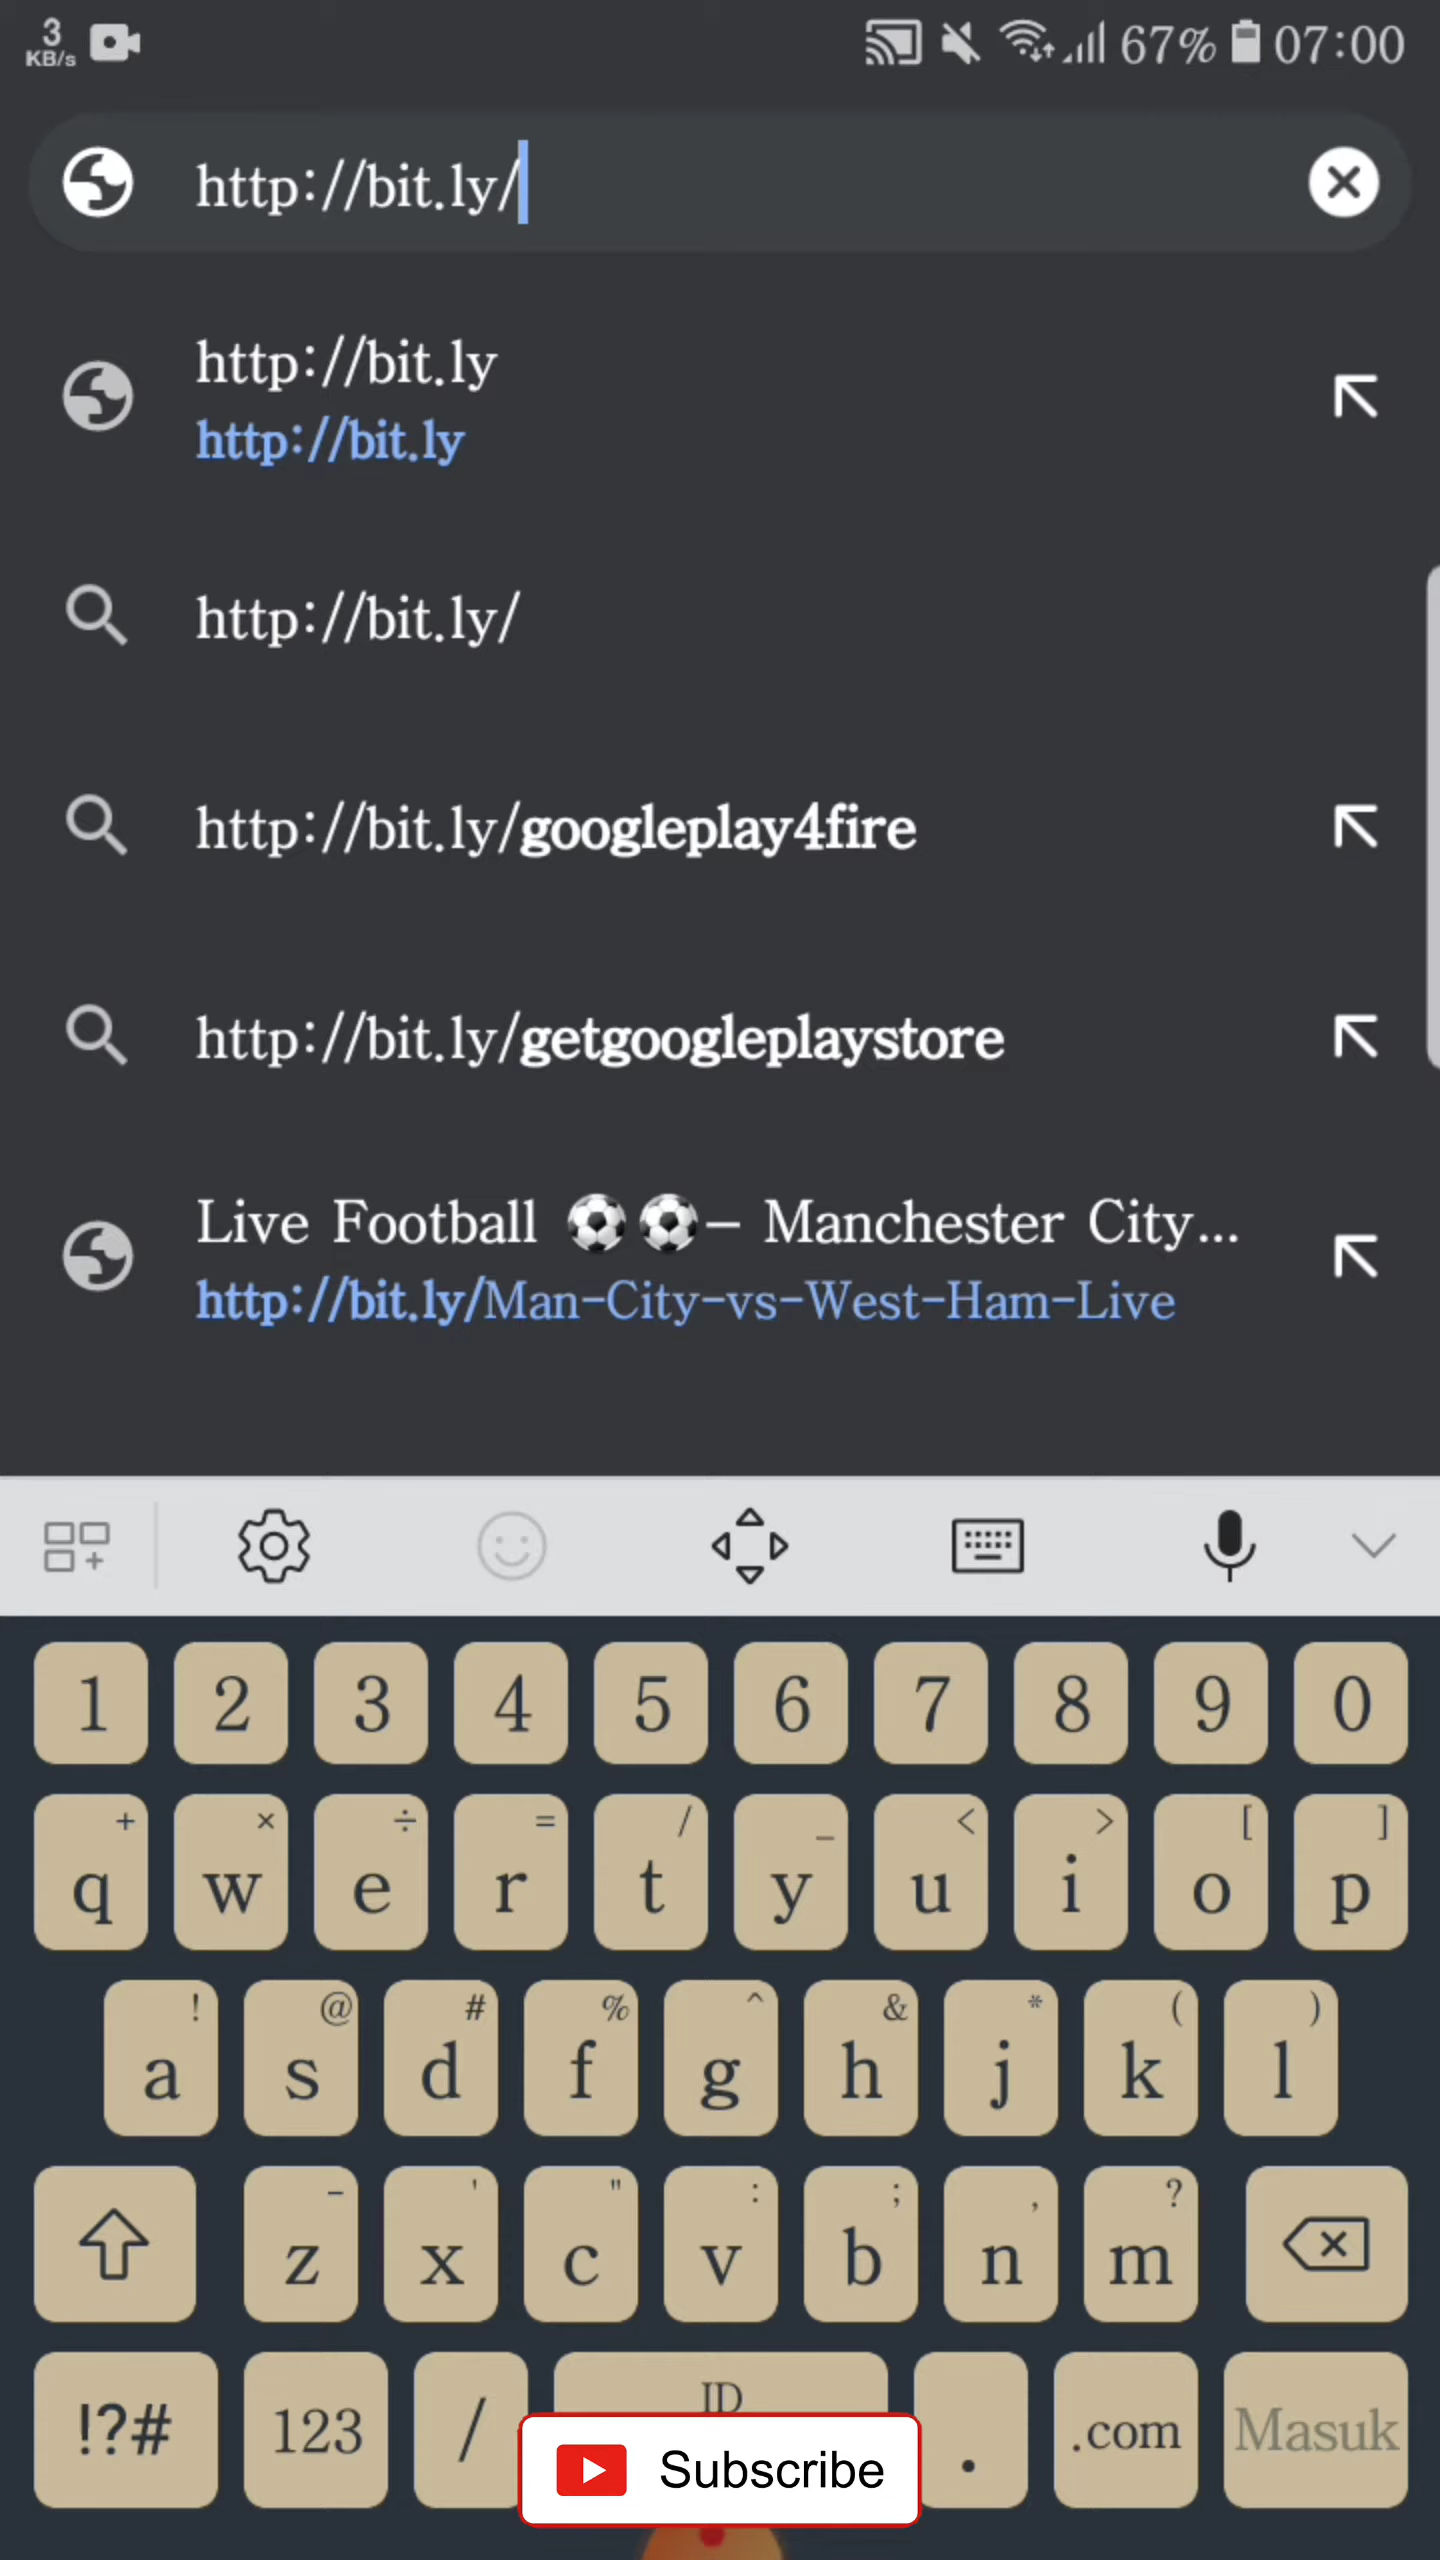 3
KB/s
67%
07:00
http://bit.ly/
http://bit.ly
http://bit.ly
http://bit.ly/
http://bit.ly/googleplay4fire
http://bit.ly/getgoogleplaystore
Live Football ⚽⚽– Manchester City...
http://bit.ly/Man-City-vs-West-Ham-Live
1 2 3 4 5 6 7 8 9 0
+ × ÷ = / _ < > [ ]
q w e r t y u i o p
! @ # % ^ & * ( )
a s d f g h j k l
- ' " : ; , ?
z x c v b n m
!?# 123 / ID . .com Masuk
Subscribe